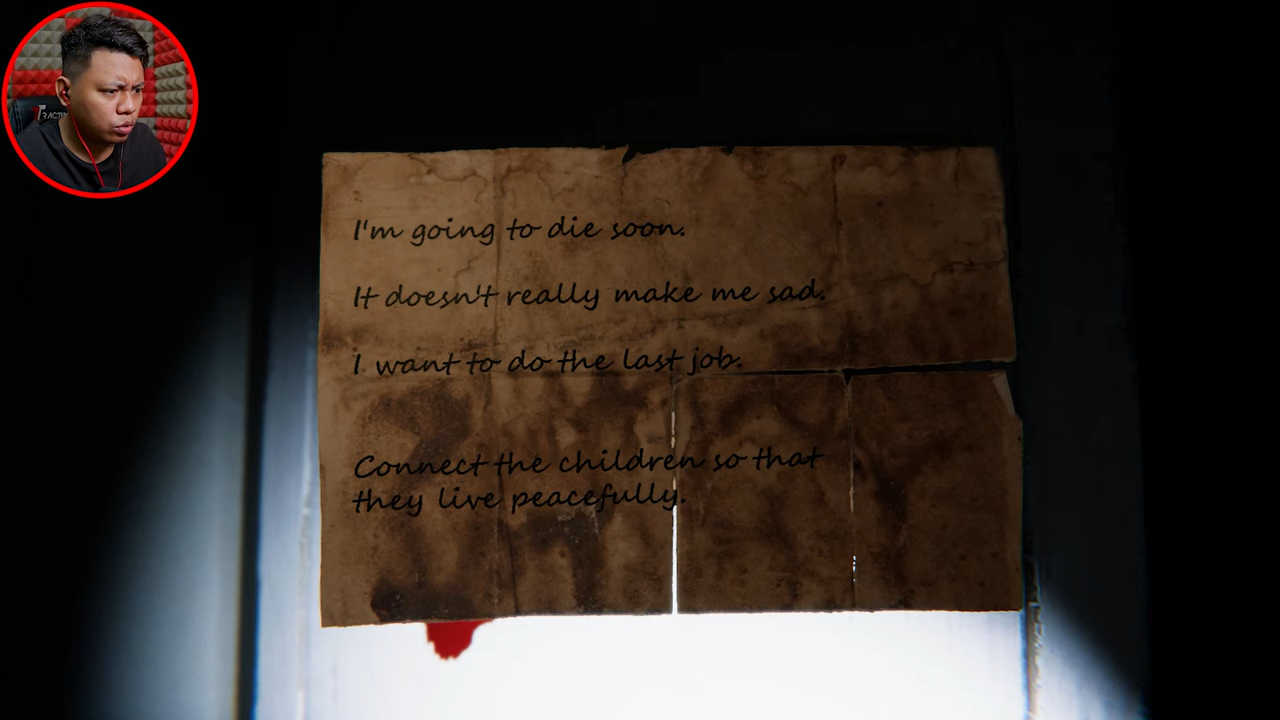 I'm going to die soon.
It doesn't really make me sad.
I want to do the last job.
Connect the children so that
they live peacefully.